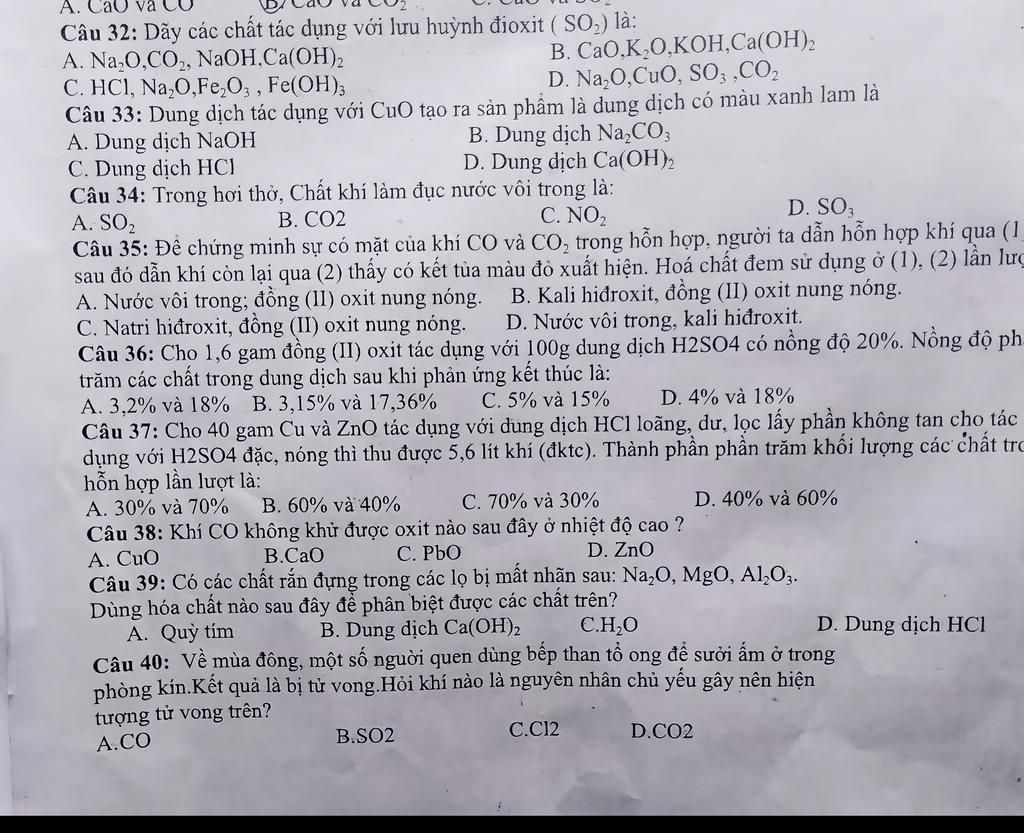 A. CaO và CO B. CaO và CO₂
Câu 32: Dãy các chất tác dụng với lưu huỳnh đioxit ( SO₂) là:
A. Na₂O,CO₂, NaOH,Ca(OH)₂ B. CaO,K₂O,KOH,Ca(OH)₂
C. HCl, Na₂O,Fe₂O₃ , Fe(OH)₃ D. Na₂O,CuO, SO₃ ,CO₂
Câu 33: Dung dịch tác dụng với CuO tạo ra sản phẩm là dung dịch có màu xanh lam là
A. Dung dịch NaOH B. Dung dịch Na₂CO₃
C. Dung dịch HCl D. Dung dịch Ca(OH)₂
Câu 34: Trong hơi thở, Chất khí làm đục nước vôi trong là:
A. SO₂ B. CO2 C. NO₂ D. SO₃
Câu 35: Để chứng minh sự có mặt của khí CO và CO₂ trong hỗn hợp, người ta dẫn hỗn hợp khí qua (1
sau đó dẫn khí còn lại qua (2) thấy có kết tủa màu đỏ xuất hiện. Hoá chất đem sử dụng ở (1), (2) lần
A. Nước vôi trong; đồng (II) oxit nung nóng. B. Kali hiđroxit, đồng (II) oxit nung nóng.
C. Natri hiđroxit, đồng (II) oxit nung nóng. D. Nước vôi trong, kali hiđroxit.
Câu 36: Cho 1,6 gam đồng (II) oxit tác dụng với 100g dung dịch H2SO4 có nồng độ 20%. Nồng độ
trăm các chất trong dung dịch sau khi phản ứng kết thúc là:
A. 3,2% và 18% B. 3,15% và 17,36% C. 5% và 15% D. 4% và 18%
Câu 37: Cho 40 gam Cu và ZnO tác dụng với dung dịch HCl loãng, dư, lọc lấy phần không tan cho tác
dụng với H2SO4 đặc, nóng thì thu được 5,6 lít khí (đktc). Thành phần phần trăm khối lượng các chất
hỗn hợp lần lượt là:
A. 30% và 70% B. 60% và 40% C. 70% và 30% D. 40% và 60%
Câu 38: Khí CO không khử được oxit nào sau đây ở nhiệt độ cao ?
A. CuO B.CaO C. PbO D. ZnO
Câu 39: Có các chất rắn đựng trong các lọ bị mất nhãn sau: Na₂O, MgO, Al₂O₃.
Dùng hóa chất nào sau đây để phân biệt được các chất trên?
A. Quỳ tím B. Dung dịch Ca(OH)₂ C.H₂O D. Dung dịch HCl
Câu 40: Về mùa đông, một số nguời quen dùng bếp than tổ ong để sưởi ấm ở trong
phòng kín.Kết quả là bị tử vong.Hỏi khí nào là nguyên nhân chủ yếu gây nên hiện
tượng tử vong trên?
A.CO B.SO2 C.Cl2 D.CO2